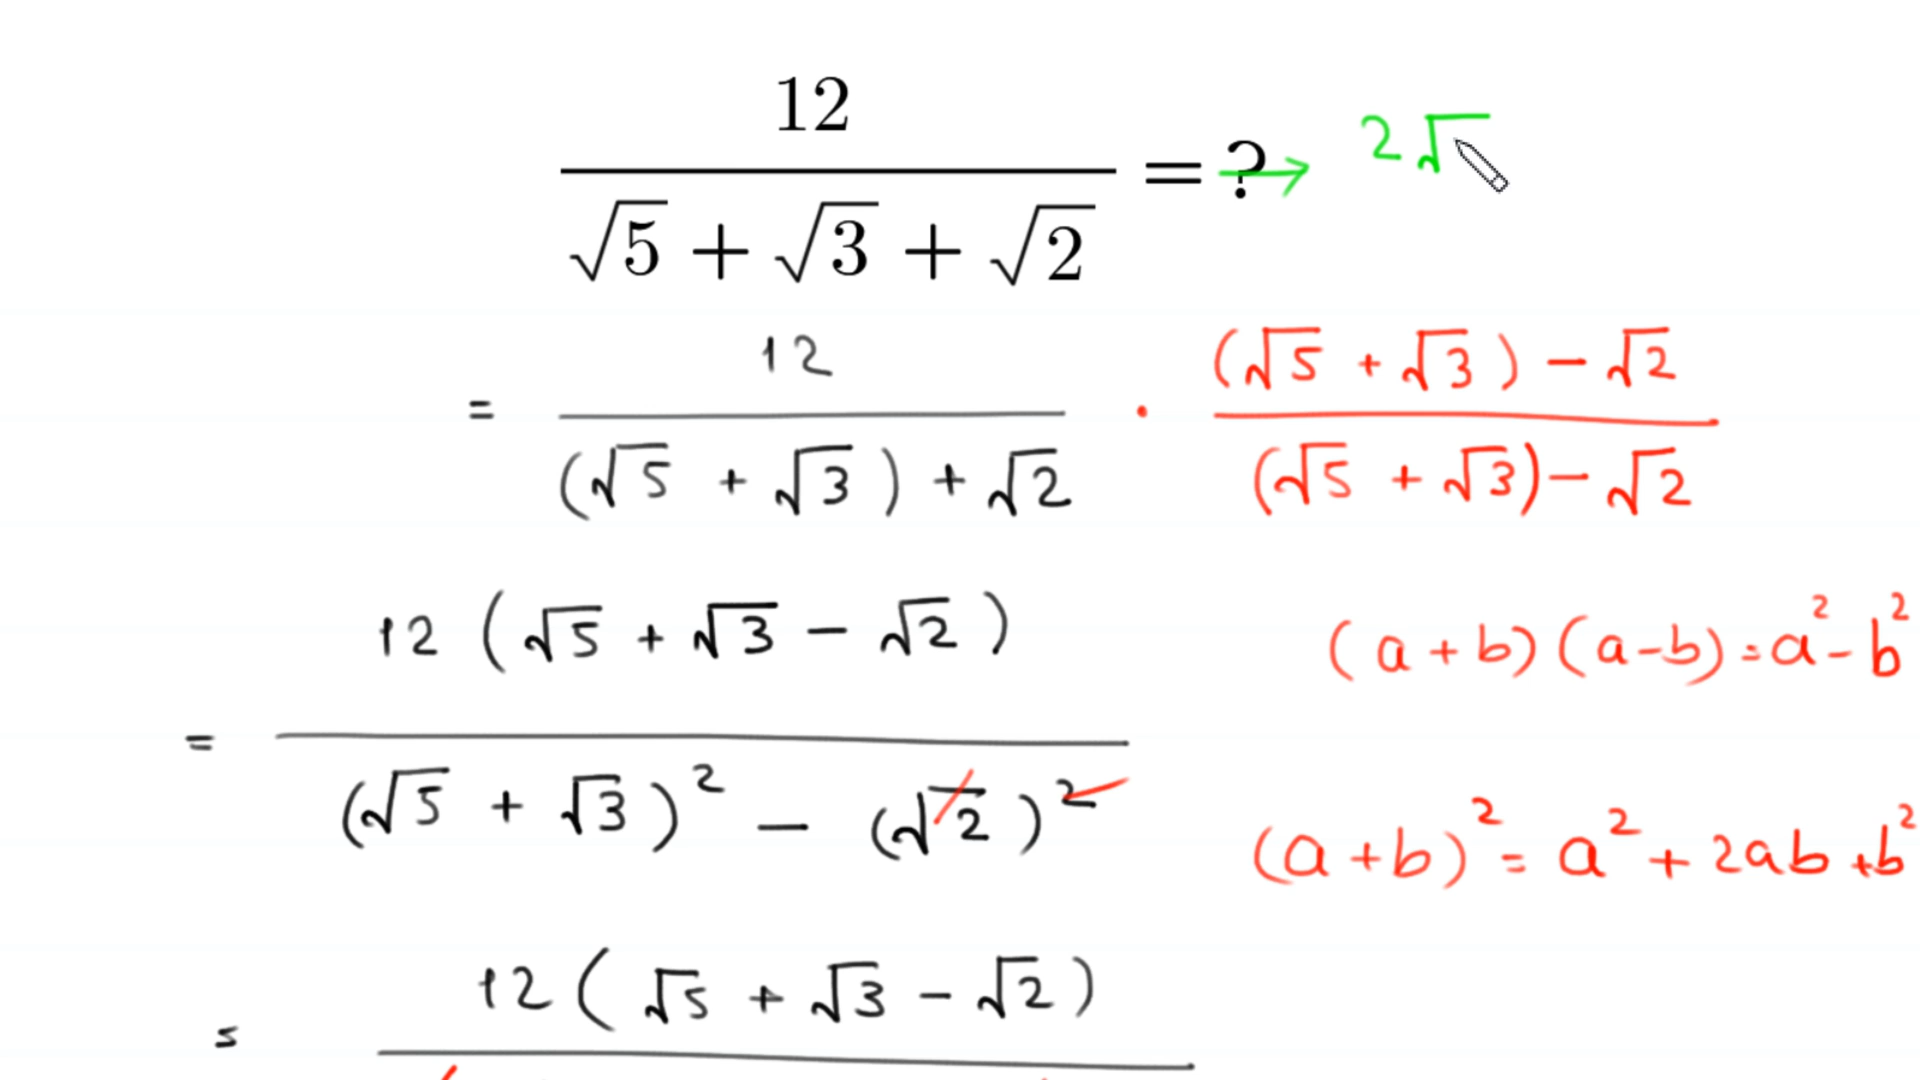 12 / (√5 + √3 + √2) = ? → 2√
= 12 / ((√5 + √3) + √2) · ((√5 + √3) − √2) / ((√5 + √3) − √2)
= 12 (√5 + √3 − √2) / ((√5 + √3)² − (√2)²)
(a + b) (a − b) = a² − b²
(a + b)² = a² + 2ab + b²
= 12 (√5 + √3 − √2)